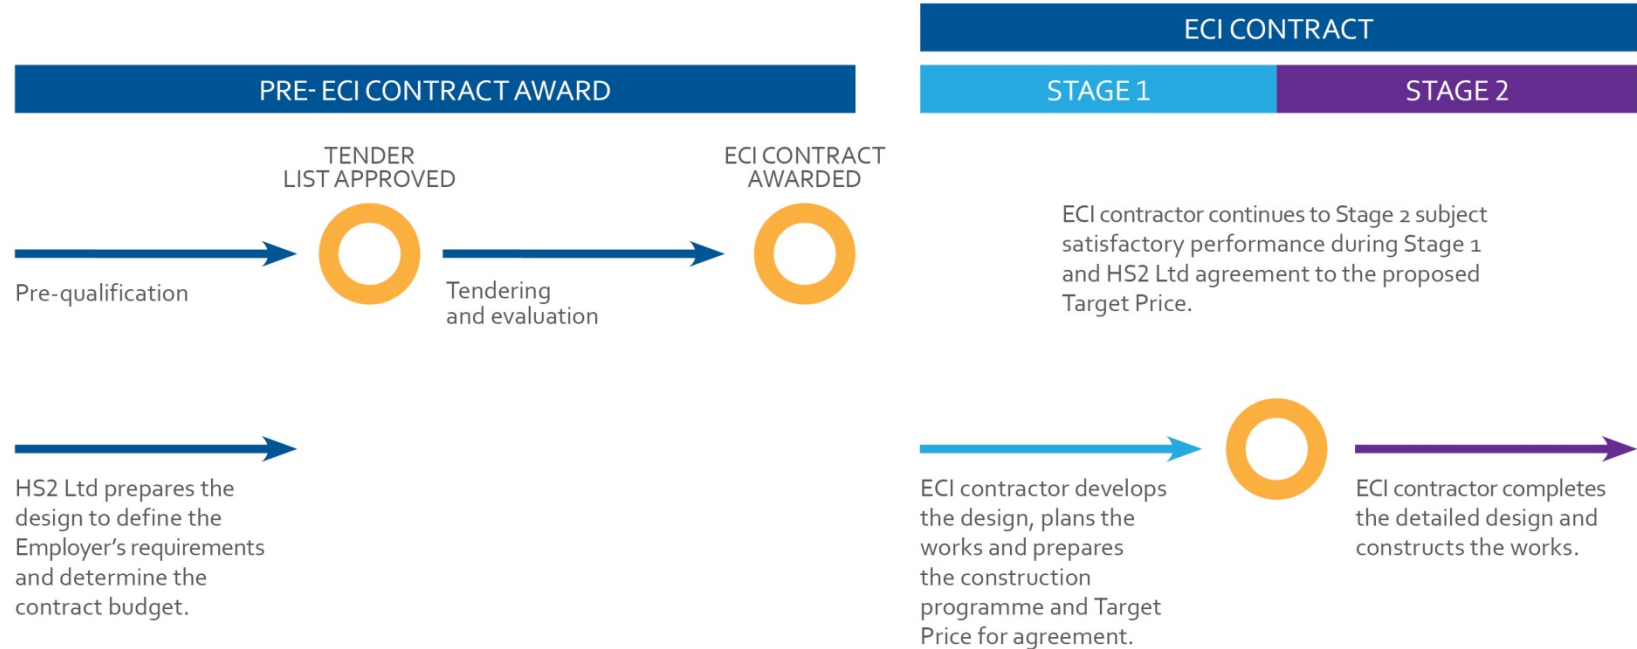 PRE- ECI CONTRACT AWARD
TENDER
LIST APPROVED
ECI CONTRACT
AWARDED
Pre-qualification
Tendering
and evaluation
HS2 Ltd prepares the
design to define the
Employer’s requirements
and determine the
contract budget.
ECI CONTRACT
STAGE 1
STAGE 2
ECI contractor continues to Stage 2 subject
satisfactory performance during Stage 1
and HS2 Ltd agreement to the proposed
Target Price.
ECI contractor develops
the design, plans the
works and prepares
the construction
programme and Target
Price for agreement.
ECI contractor completes
the detailed design and
constructs the works.